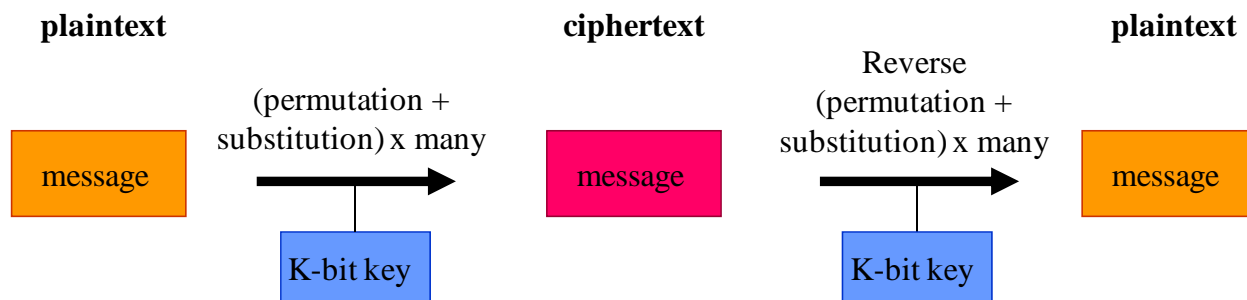 plaintext
ciphertext
plaintext
(permutation +
substitution) x many
Reverse
(permutation +
substitution) x many
message
message
message
K-bit key
K-bit key